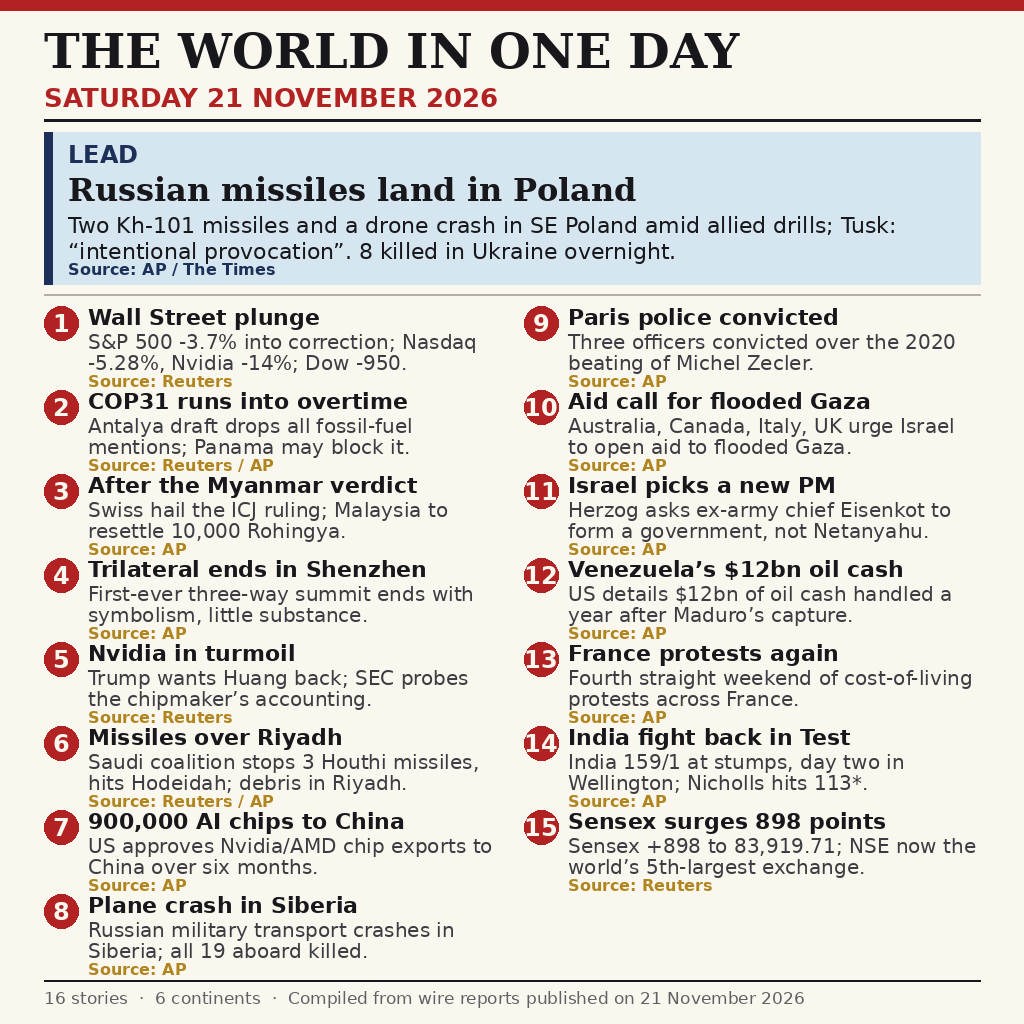 THE WORLD IN ONE DAY
SATURDAY 21 NOVEMBER 2026
LEAD
Russian missiles land in Poland
Two Kh-101 missiles and a drone crash in SE Poland amid allied drills; Tusk:
“intentional provocation”. 8 killed in Ukraine overnight.
Source: AP / The Times
1 Wall Street plunge
S&P 500 -3.7% into correction; Nasdaq
-5.28%, Nvidia -14%; Dow -950.
Source: Reuters
2 COP31 runs into overtime
Antalya draft drops all fossil-fuel
mentions; Panama may block it.
Source: Reuters / AP
3 After the Myanmar verdict
Swiss hail the ICJ ruling; Malaysia to
resettle 10,000 Rohingya.
Source: AP
4 Trilateral ends in Shenzhen
First-ever three-way summit ends with
symbolism, little substance.
Source: AP
5 Nvidia in turmoil
Trump wants Huang back; SEC probes
the chipmaker’s accounting.
Source: Reuters
6 Missiles over Riyadh
Saudi coalition stops 3 Houthi missiles,
hits Hodeidah; debris in Riyadh.
Source: Reuters / AP
7 900,000 AI chips to China
US approves Nvidia/AMD chip exports to
China over six months.
Source: AP
8 Plane crash in Siberia
Russian military transport crashes in
Siberia; all 19 aboard killed.
Source: AP
9 Paris police convicted
Three officers convicted over the 2020
beating of Michel Zecler.
Source: AP
10 Aid call for flooded Gaza
Australia, Canada, Italy, UK urge Israel
to open aid to flooded Gaza.
Source: AP
11 Israel picks a new PM
Herzog asks ex-army chief Eisenkot to
form a government, not Netanyahu.
Source: AP
12 Venezuela’s $12bn oil cash
US details $12bn of oil cash handled a
year after Maduro’s capture.
Source: AP
13 France protests again
Fourth straight weekend of cost-of-living
protests across France.
Source: AP
14 India fight back in Test
India 159/1 at stumps, day two in
Wellington; Nicholls hits 113*.
Source: AP
15 Sensex surges 898 points
Sensex +898 to 83,919.71; NSE now the
world’s 5th-largest exchange.
Source: Reuters
16 stories · 6 continents · Compiled from wire reports published on 21 November 2026